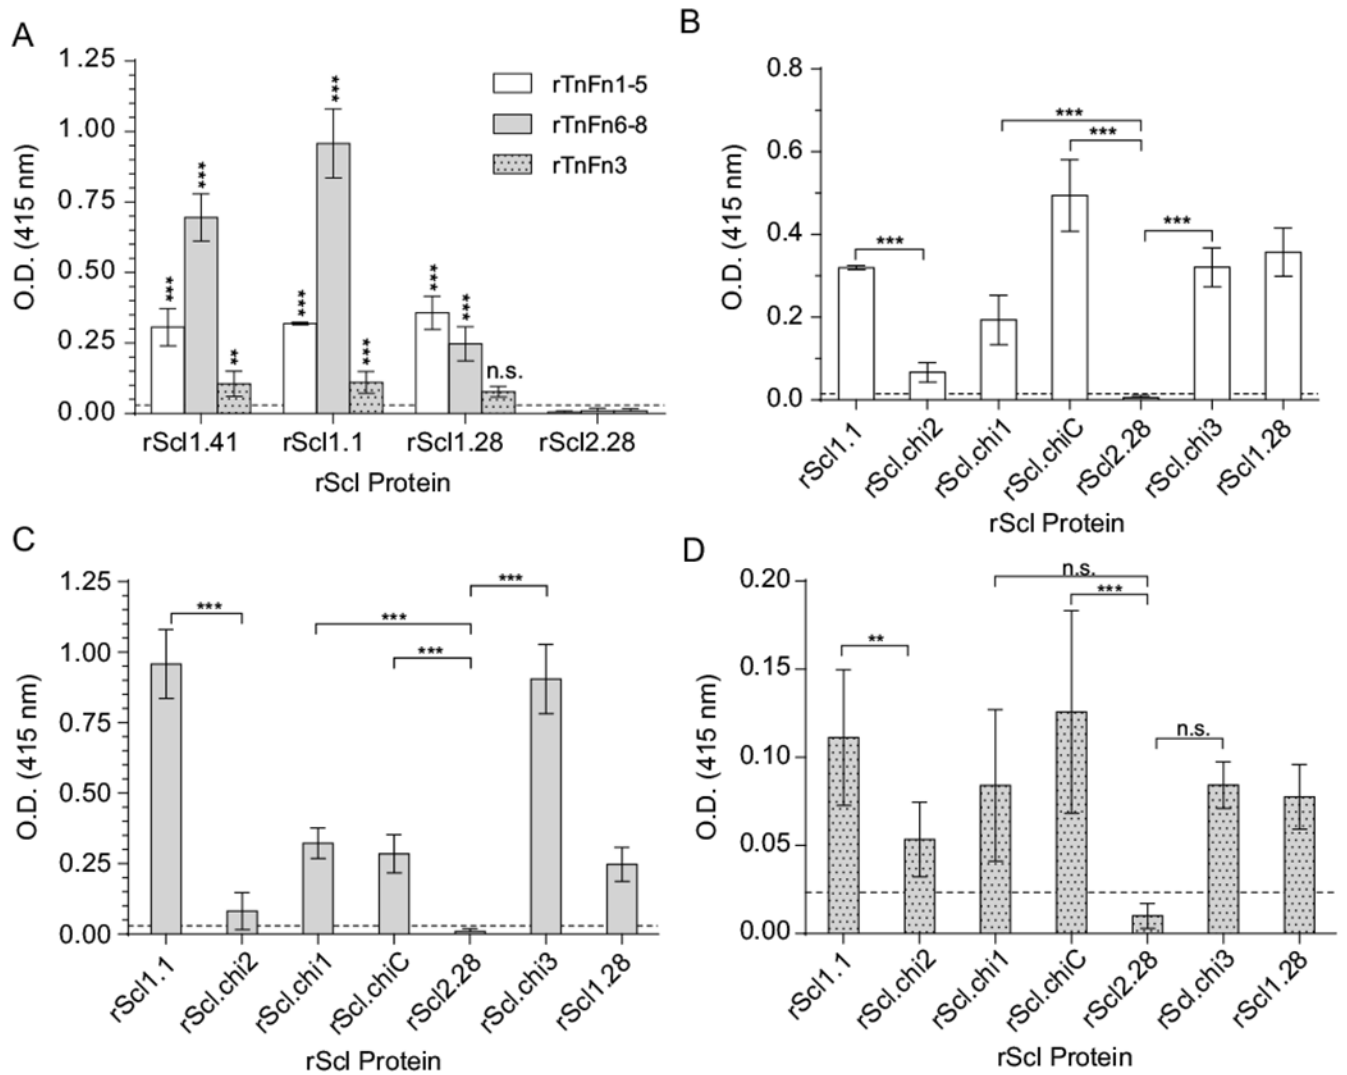 A
1.25
1.00
0.75
0.50
0.25
0.00
O.D. (415 nm)
rTnFn1-5
rTnFn6-8
rTnFn3
***
***
**
***
***
***
***
***
n.s.
rScl1.41 rScl1.1 rScl1.28 rScl2.28
rScl Protein
B
0.8
0.6
0.4
0.2
0.0
O.D. (415 nm)
***
***
***
***
rScl1.1 rScl.chi2 rScl.chi1 rScl.chiC rScl2.28 rScl.chi3 rScl1.28
rScl Protein
C
1.25
1.00
0.75
0.50
0.25
0.00
O.D. (415 nm)
***
***
***
***
rScl1.1 rScl.chi2 rScl.chi1 rScl.chiC rScl2.28 rScl.chi3 rScl1.28
rScl Protein
D
0.20
0.15
0.10
0.05
0.00
O.D. (415 nm)
n.s.
***
**
n.s.
rScl1.1 rScl.chi2 rScl.chi1 rScl.chiC rScl2.28 rScl.chi3 rScl1.28
rScl Protein